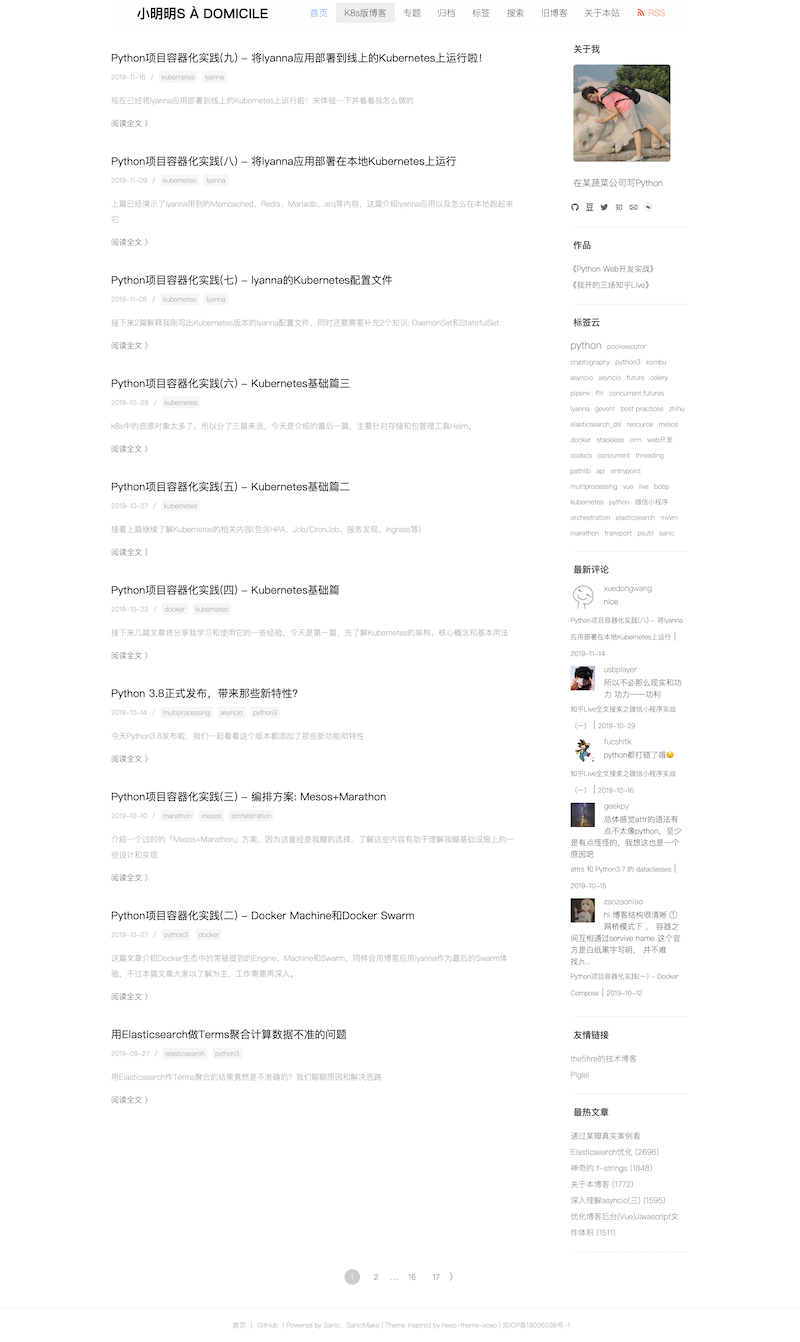 小明明S À DOMICILE
首页 K8s版博客 专题 归档 标签 搜索 旧博客 关于本站 RSS
Python项目容器化实践(九) - 将lyanna应用部署到线上的Kubernetes上运行啦!
2019-11-16 / kubernetes lyanna
现在已经将lyanna应用部署到线上的Kubernetes上运行啦！来体验一下并看看我怎么做的
阅读全文 》
Python项目容器化实践(八) - 将lyanna应用部署在本地Kubernetes上运行
2019-11-09 / kubernetes lyanna
上篇已经演示了lyanna用到的Memcached、Redis、Mariadb、arq等内容，这篇介绍lyanna应用以及怎么在本地跑起来
它
阅读全文 》
Python项目容器化实践(七) - lyanna的Kubernetes配置文件
2019-11-08 / kubernetes lyanna
接下来2篇解释我刚写出Kubernetes版本的lyanna配置文件，同时还要需要补充2个知识: DaemonSet和StatefulSet
阅读全文 》
Python项目容器化实践(六) - Kubernetes基础篇三
2019-10-29 / kubernetes
k8s中的资源对象太多了，所以分了三篇来说，今天是介绍的最后一篇，主要针对存储和包管理工具Helm。
阅读全文 》
Python项目容器化实践(五) - Kubernetes基础篇二
2019-10-27 / kubernetes
接着上篇继续了解Kubernetes的相关内容(包含HPA、Job/CronJob、服务发现、Ingress等)
阅读全文 》
Python项目容器化实践(四) - Kubernetes基础篇
2019-10-22 / docker kubernetes
接下来几篇文章将分享我学习和使用它的一些经验，今天是第一篇，先了解Kubernetes的架构、核心概念和基本用法
阅读全文 》
Python 3.8正式发布，带来那些新特性?
2019-10-14 / multiprocessing asyncio python3
今天Python3.8发布啦，我们一起看看这个版本都添加了那些新功能和特性
阅读全文 》
Python项目容器化实践(三) - 编排方案: Mesos+Marathon
2019-10-10 / marathon mesos orchestration
介绍一个过时的「Mesos+Marathon」方案，因为这曾经是我瓣的选择，了解这些内容有助于理解我瓣基础设施上的一
些设计和实现
阅读全文 》
Python项目容器化实践(二) - Docker Machine和Docker Swarm
2019-10-07 / python3 docker
这篇文章介绍Docker生态中的常被提到的Engine、Machine和Swarm，同样会用博客应用lyanna作为最后的Swarm体
验，不过本篇文章大家以了解为主，工作需要再深入。
阅读全文 》
用Elasticsearch做Terms聚合计算数据不准的问题
2019-09-27 / elasticsearch python3
用Elasticsearch作Terms聚合的结果竟然是不准确的？我们聊聊原因和解决思路
阅读全文 》
关于我
在某蔬菜公司写Python
豆 知
作品
《Python Web开发实战》
《我开的三场知乎Live》
标签云
python poolexecutor
cryptography python3 kombu
asyncio asyncio future celery
pipenv f111 concurrent.futures
lyanna gevent best practices zhihu
elasticsearch_dsl resource mesos
docker stackless orm web开发
codecs concurrent threading
pathlib api entrypoint
multiprocessing vue live bobp
kubernetes python 微信小程序
orchestration elasticsearch mvvm
marathon transport psutil sanic
最新评论
xuedongwang
nice
Python项目容器化实践(八) - 将lyanna
应用部署在本地Kubernetes上运行 |
2019-11-14
usbplayer
所以不必那么现实和功
力 功力——功利
知乎Live全文搜索之微信小程序实战
（一） | 2019-10-29
fucshitk
python都打错了哦😏
知乎Live全文搜索之微信小程序实战
（一） | 2019-10-16
geekpy
总体感觉attr的语法有
点不太像python，至少
是有点怪怪的，我想这也是一个
原因吧
attrs 和 Python3.7 的 dataclasses |
2019-10-15
zaozaoniao
hi 博客结构很清晰 ①
网桥模式下， 容器之
间互相通过servive name 这个官
方是白纸黑字写明， 并不难
找;h...
Python项目容器化实践(一) - Docker
Compose | 2019-10-12
友情链接
the5fire的技术博客
Piglei
最热文章
通过某瓣真实案例看
Elasticsearch优化 (2696)
神奇的 f-strings (1848)
关于本博客 (1772)
深入理解asyncio(三) (1595)
优化博客后台(Vue)Javascript文
件体积 (1511)
1 2 ... 16 17 》
首页 | GitHub | Powered by Sanic、SanicMako | Theme inspired by hexo-theme-xoxo | 京ICP备19006038号-1